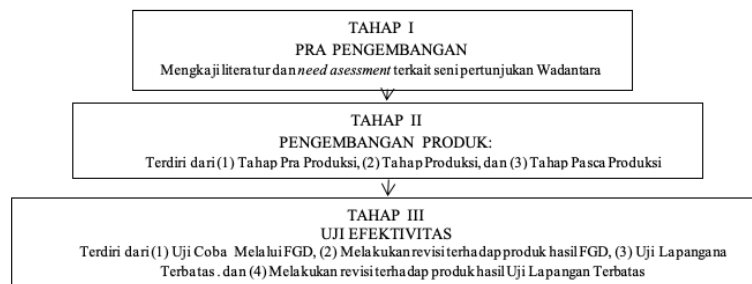 TAHAP I
PRA PENGEMBANGAN
Mengkaji literatur dan need asessment terkait seni pertunjukan Wadantara
TAHAP II
PENGEMBANGAN PRODUK:
Terdiri dari (1) Tahap Pra Produksi, (2) Tahap Produksi, dan (3) Tahap Pasca Produksi
TAHAP III
UJI EFEKTIVITAS
Terdiri dari (1) Uji Coba Melalui FGD, (2) Melakukan revisi terhadap produk hasil FGD, (3) Uji Lapangana
Terbatas . dan (4) Melakukan revisi terhadap produk hasil Uji Lapangan Terbatas